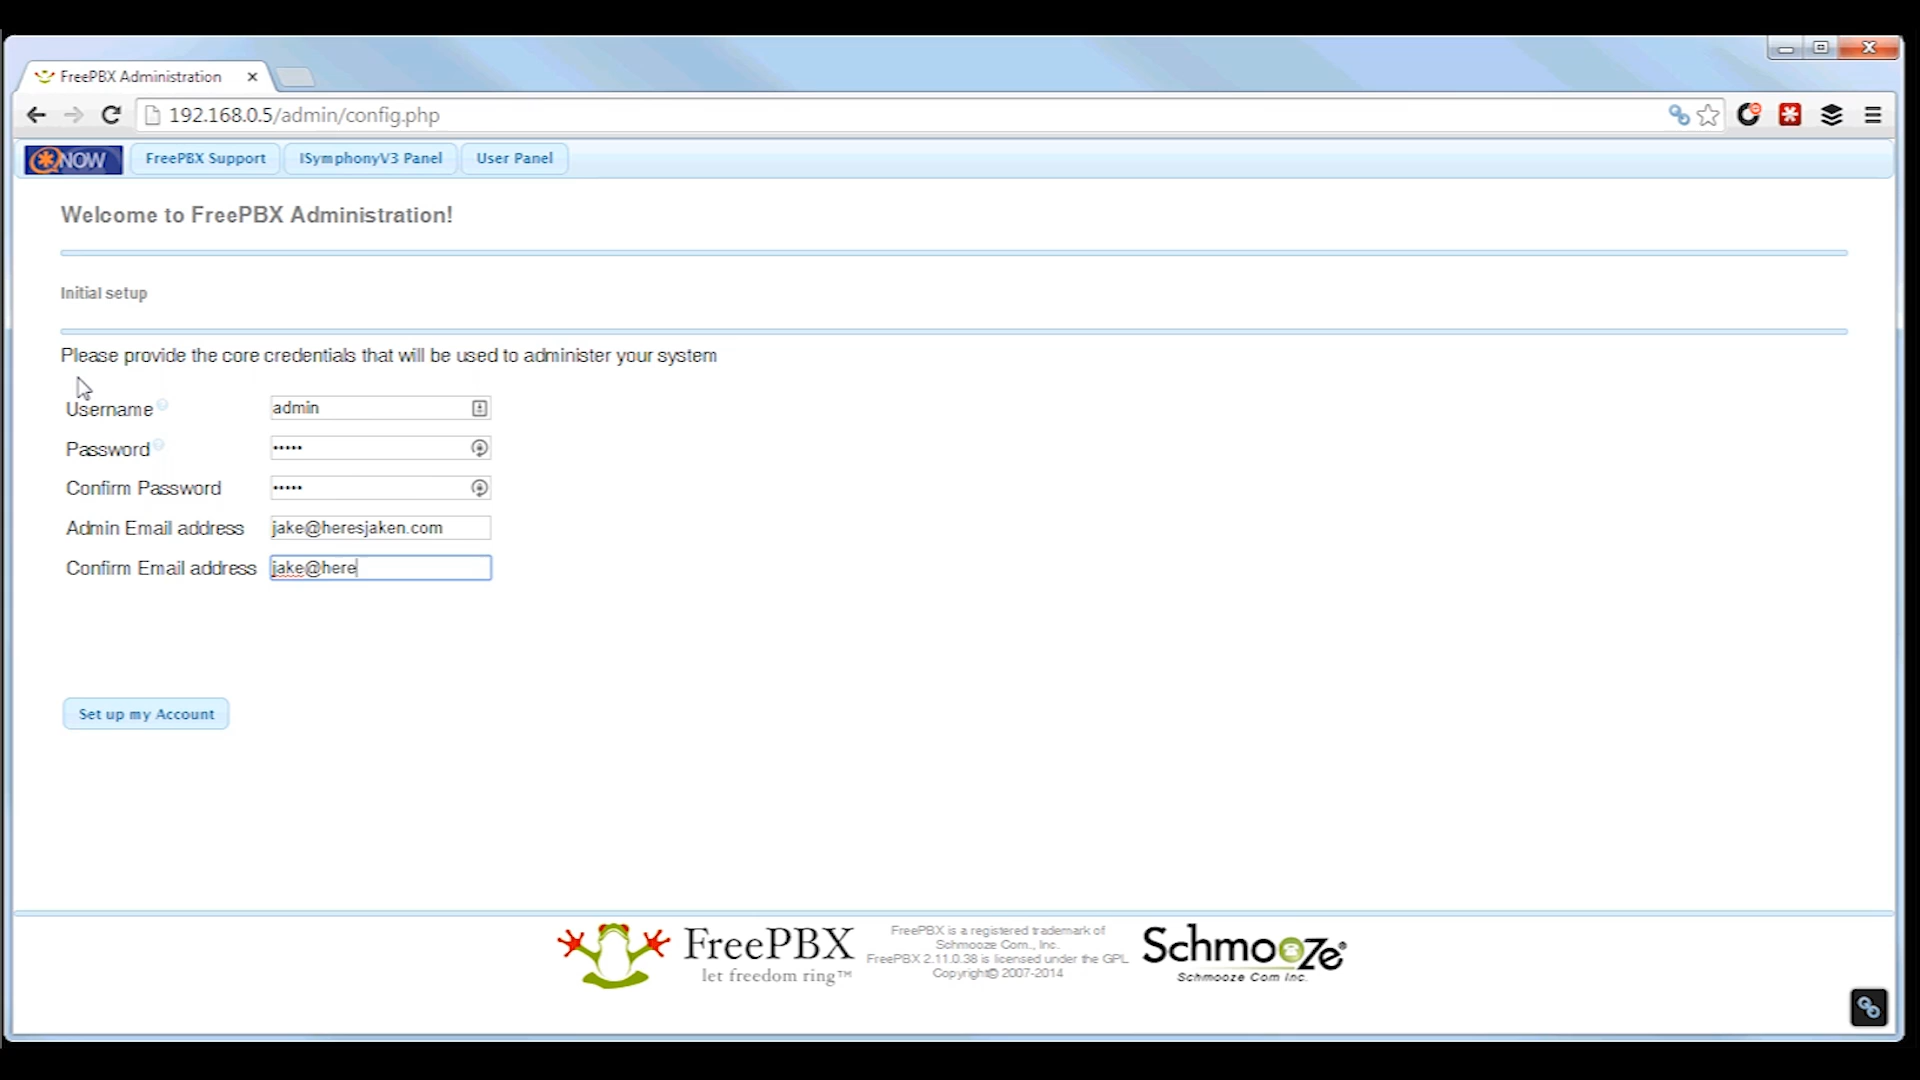 FreePBX Administration
192.168.0.5/admin/config.php
NOW FreePBX Support ISymphonyV3 Panel User Panel
Welcome to FreePBX Administration!
Initial setup
Please provide the core credentials that will be used to administer your system
Username admin
Password •••••
Confirm Password •••••
Admin Email address jake@heresjaken.com
Confirm Email address jake@here
Set up my Account
FreePBX
let freedom ring™
FreePBX is a registered trademark of
Schmooze Com., Inc.
FreePBX 2.11.0.38 is licensed under the GPL
Copyright© 2007-2014
Schmooze®
Schmooze Com Inc.